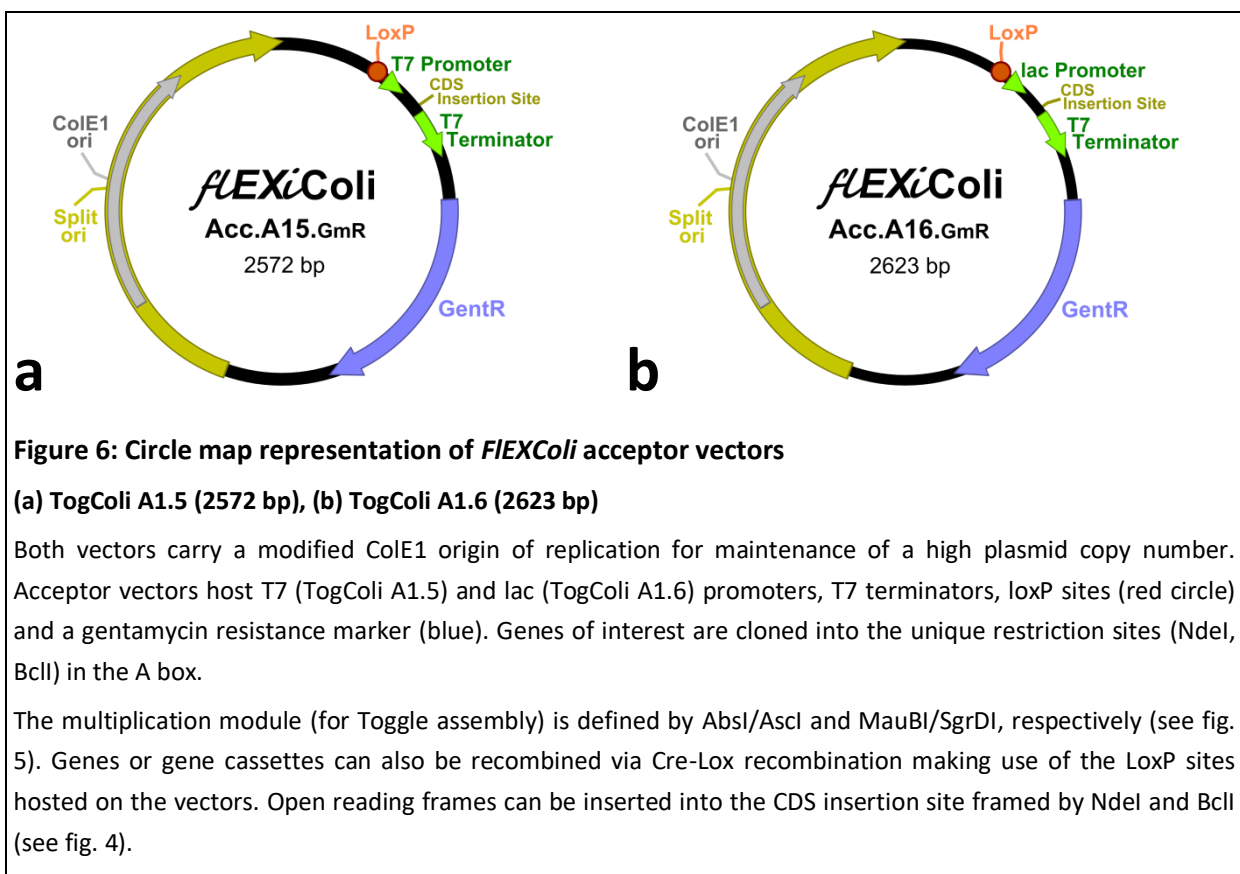 LoxP
T7 Promoter
CDS
Insertion Site
T7
Terminator
ColE1
ori
Split
ori
flEXiColi
Acc.A15.GmR
2572 bp
GentR
a
LoxP
lac Promoter
CDS
Insertion Site
T7
Terminator
ColE1
ori
Split
ori
flEXiColi
Acc.A16.GmR
2623 bp
GentR
b
Figure 6: Circle map representation of FlEXColi acceptor vectors
(a) TogColi A1.5 (2572 bp), (b) TogColi A1.6 (2623 bp)
Both vectors carry a modified ColE1 origin of replication for maintenance of a high plasmid copy number.
Acceptor vectors host T7 (TogColi A1.5) and lac (TogColi A1.6) promoters, T7 terminators, loxP sites (red circle)
and a gentamycin resistance marker (blue). Genes of interest are cloned into the unique restriction sites (NdeI,
BclI) in the A box.
The multiplication module (for Toggle assembly) is defined by AbsI/AscI and MauBI/SgrDI, respectively (see fig.
5). Genes or gene cassettes can also be recombined via Cre-Lox recombination making use of the LoxP sites
hosted on the vectors. Open reading frames can be inserted into the CDS insertion site framed by NdeI and BclI
(see fig. 4).